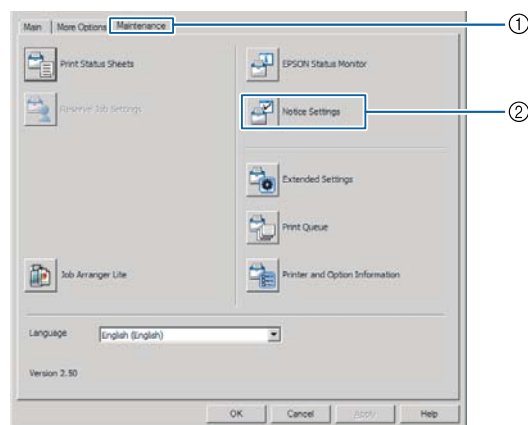 Main More Options Maintenance ①
Print Status Sheets EPSON Status Monitor
Reserve Job Settings Notice Settings ②
Extended Settings
Print Queue
Job Arranger Lite Printer and Option Information
Language English (English)
Version 2.50
OK Cancel Apply Help